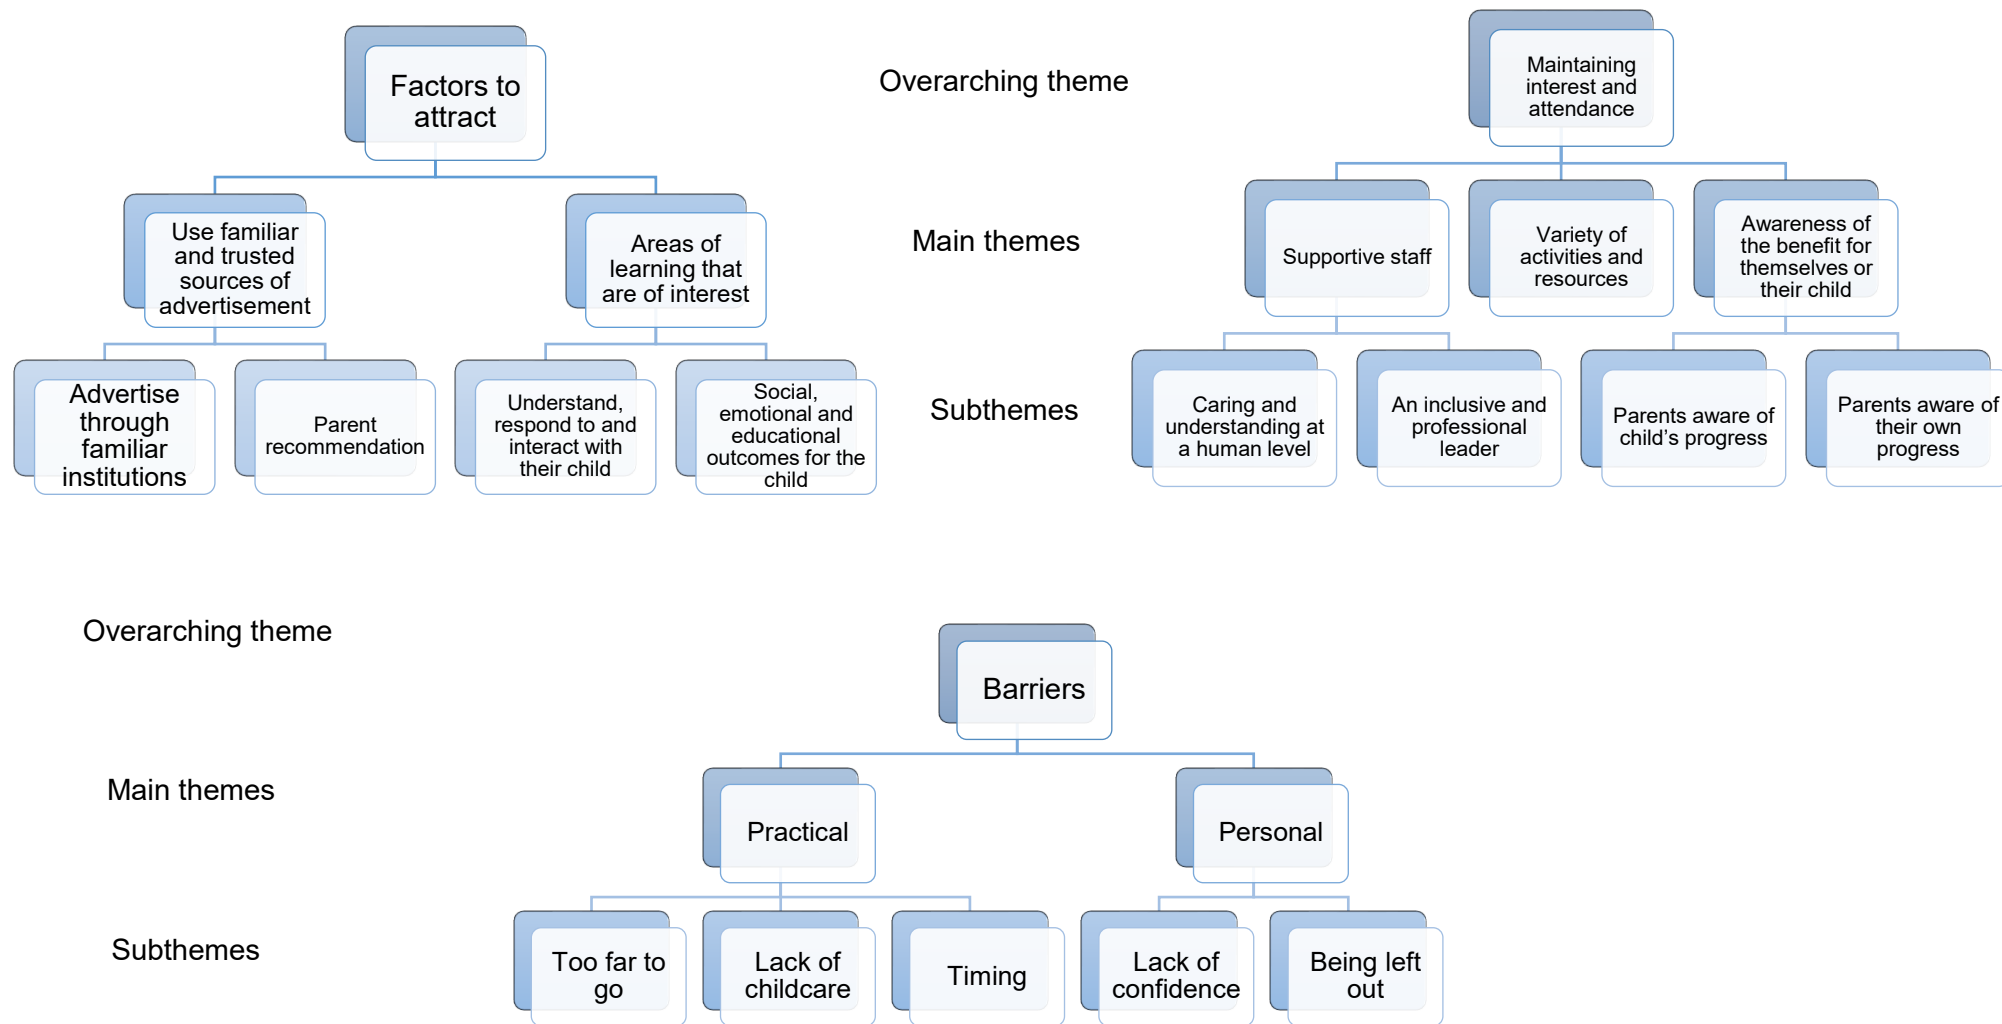 Factors to
attract
Use familiar
and trusted
sources of
advertisement
Areas of
learning that
are of interest
Advertise
through
familiar
institutions
Parent
recommendation
Understand,
respond to and
interact with
their child
Social,
emotional and
educational
outcomes for the
child
Overarching theme
Main themes
Subthemes
Maintaining
interest and
attendance
Supportive staff
Variety of
activities and
resources
Awareness of
the benefit for
themselves or
their child
Caring and
understanding at
a human level
An inclusive and
professional
leader
Parents aware of
child’s progress
Parents aware of
their own
progress
Overarching theme
Main themes
Subthemes
Barriers
Practical
Personal
Too far to
go
Lack of
childcare
Timing
Lack of
confidence
Being left
out